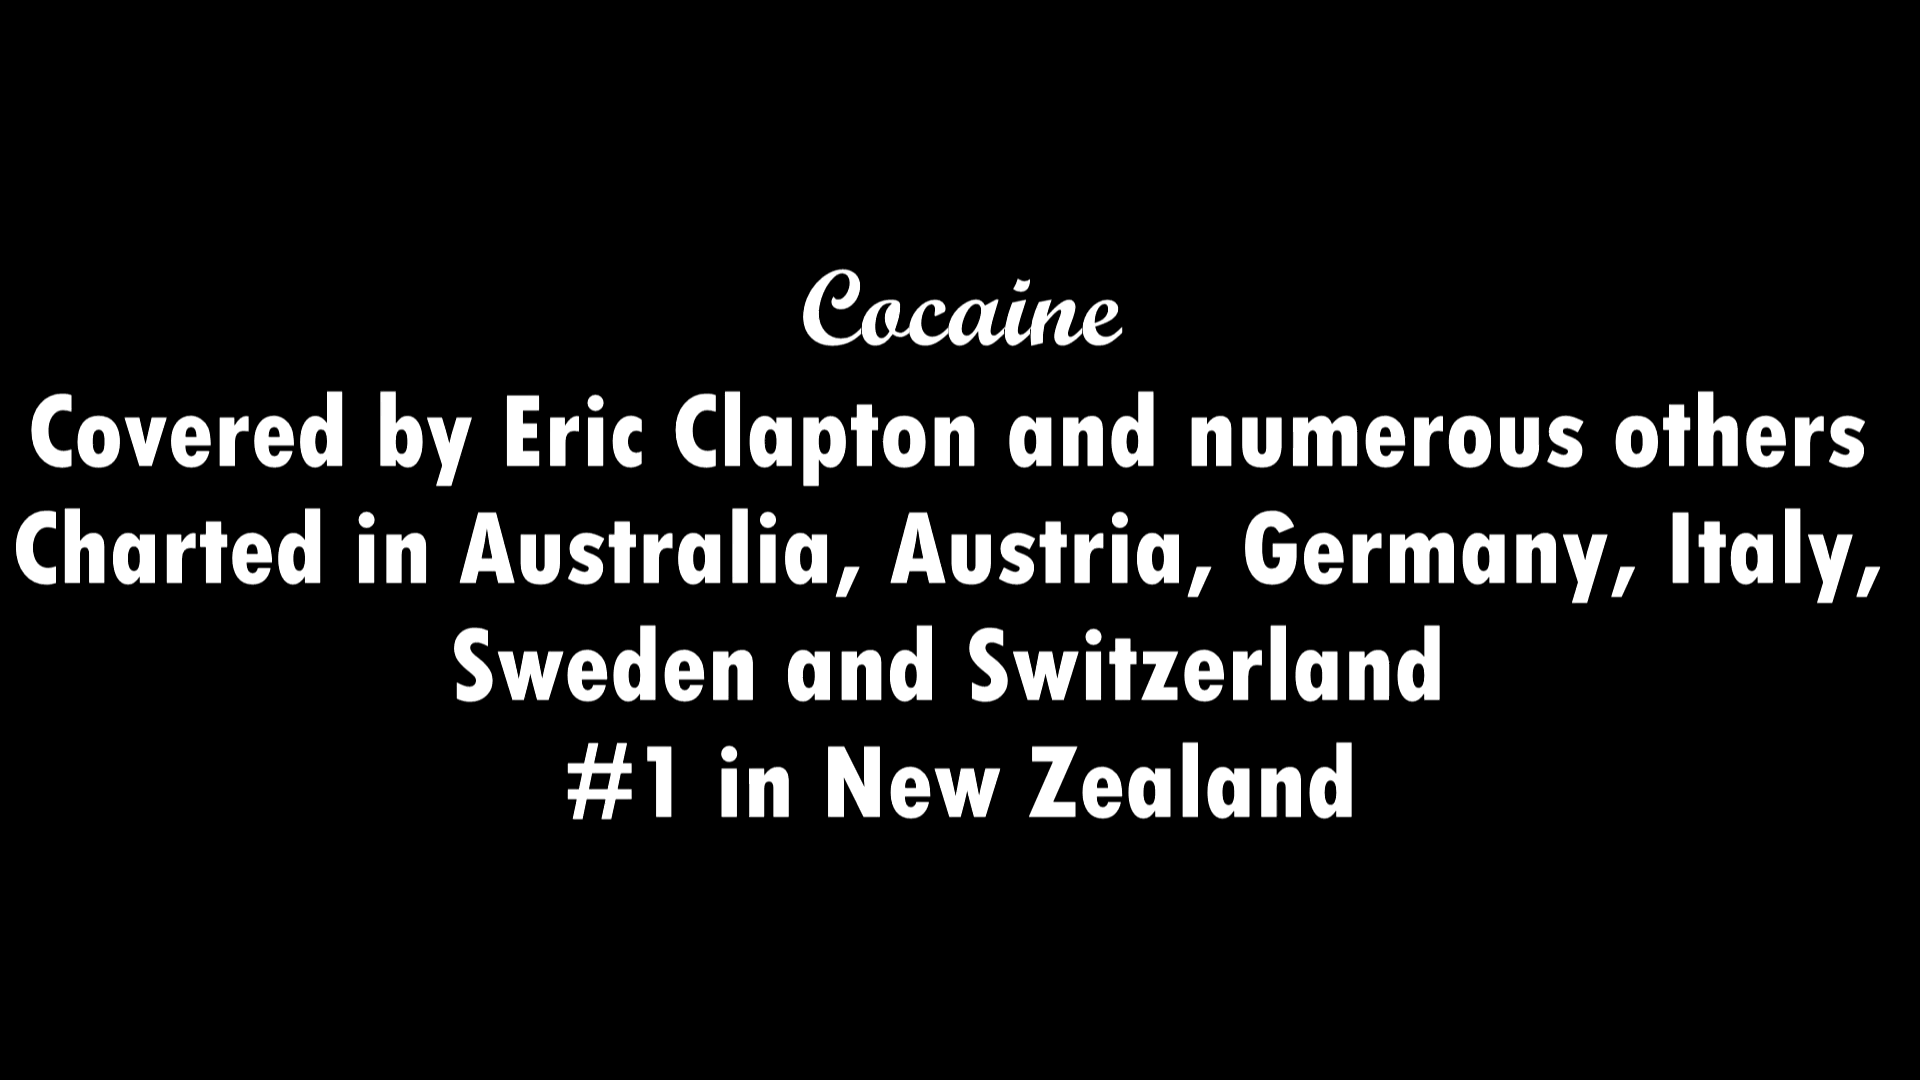 Cocaine
Covered by Eric Clapton and numerous others
Charted in Australia, Austria, Germany, Italy,
Sweden and Switzerland
#1 in New Zealand